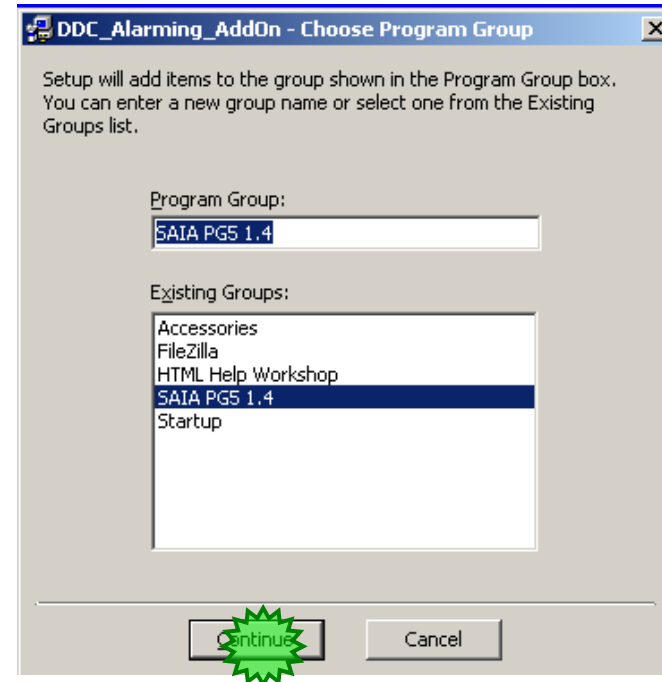 DDC_Alarming_AddOn - Choose Program Group
Setup will add items to the group shown in the Program Group box.
You can enter a new group name or select one from the Existing
Groups list.
Program Group:
SAIA PG5 1.4
Existing Groups:
Accessories
FileZilla
HTML Help Workshop
SAIA PG5 1.4
Startup
Continue
Cancel